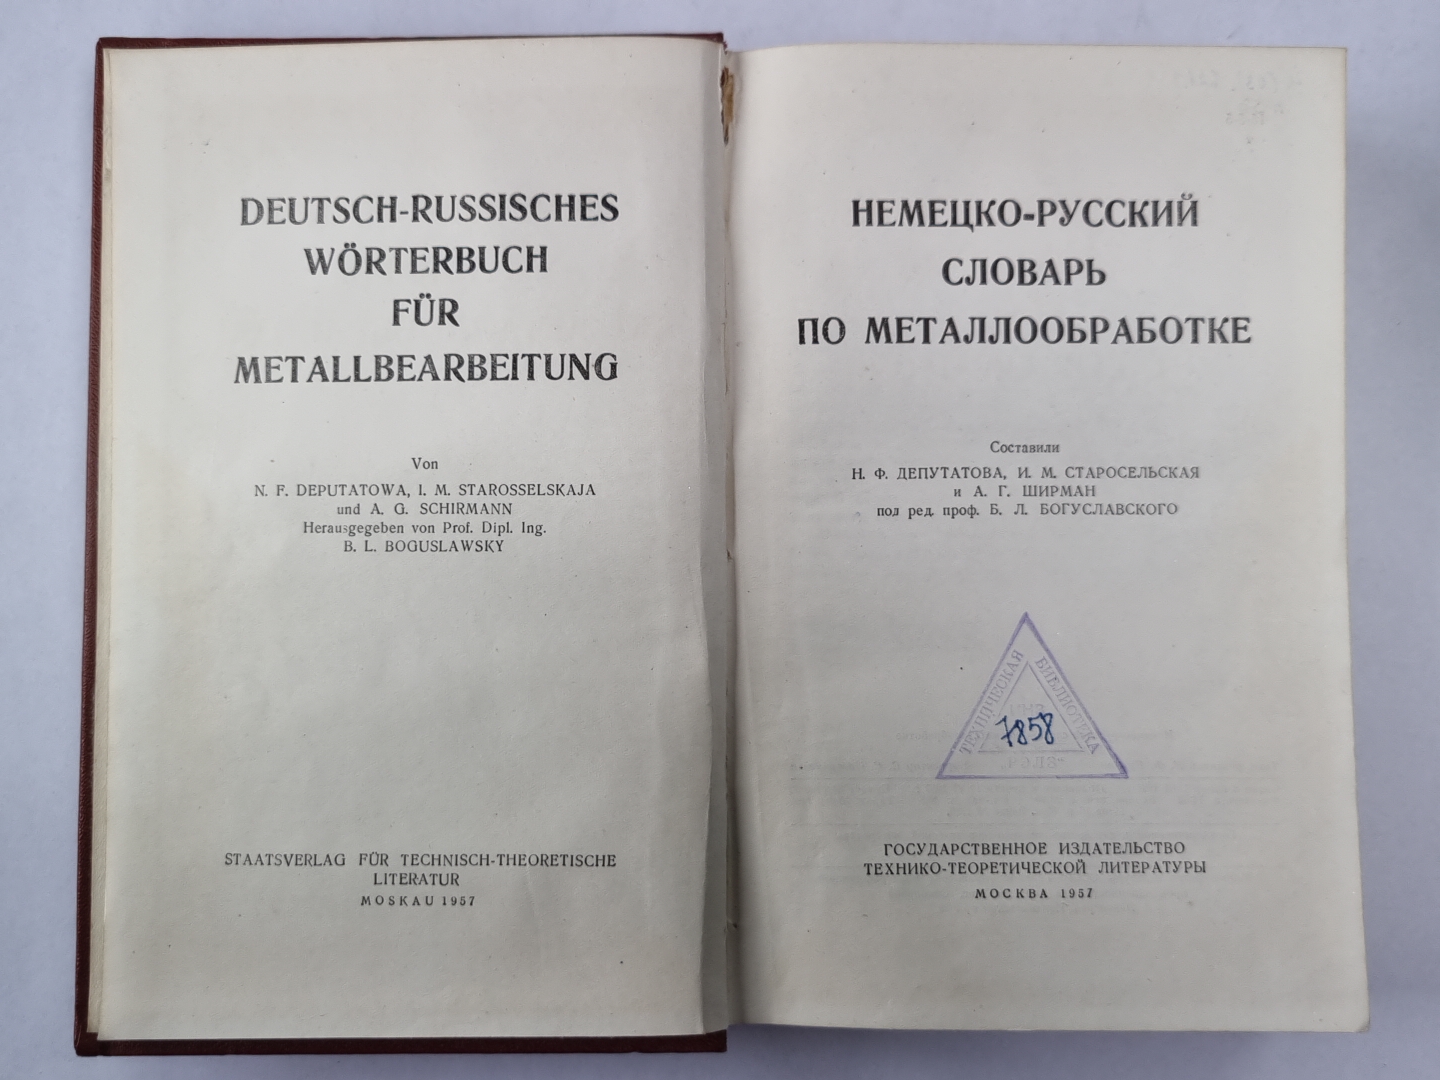 DEUTSCH-RUSSISCHES
WÖRTERBUCH
FÜR
METALLBEARBEITUNG
Von
N. F. DEPUTATOWA, I. M. STAROSSELSKAJA
und A. G. SCHIRMANN
Herausgegeben von Prof. Dipl. Ing.
B. L. BOGUSLAWSKY
STAATSVERLAG FÜR TECHNISCH-THEORETISCHE
LITERATUR
MOSKAU 1957
НЕМЕЦКО-РУССКИЙ
СЛОВАРЬ
ПО МЕТАЛЛООБРАБОТКЕ
Составили
Н. Ф. ДЕПУТАТОВА, И. М. СТАРОСЕЛЬСКАЯ
и А. Г. ШИРМАН
под ред. проф. Б. Л. БОГУСЛАВСКОГО
ТЕХНИЧЕСКАЯ БИБЛИОТЕКА
7858
ГОСУДАРСТВЕННОЕ ИЗДАТЕЛЬСТВО
ТЕХНИКО-ТЕОРЕТИЧЕСКОЙ ЛИТЕРАТУРЫ
МОСКВА 1957